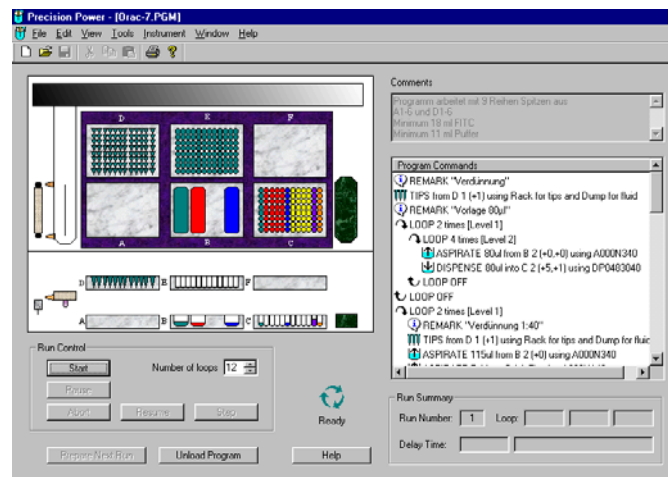 Precision Power - [Orac-7.PGM]
File Edit View Tools Instrument Window Help
D E F
A B C
D E F
A B C
Comments
Programm arbeitet mit 9 Reihen Spitzen aus
A1-6 und D1-6
Minimum 18 ml FITC
Minimum 11 ml Puffer
Program Commands
REMARK "Verdünnung"
TIPS from D 1 (+1) using Rack for tips and Dump for fluid
REMARK "Vorlage 80µl"
LOOP 2 times [Level 1]
LOOP 4 times [Level 2]
ASPIRATE 80ul from B 2 (+0,+0) using A000N340
DISPENSE 80ul into C 2 (+5,+1) using DP0483040
LOOP OFF
LOOP OFF
LOOP 2 times [Level 1]
REMARK "Verdünnung 1:40"
TIPS from D 1 (+1) using Rack for tips and Dump for fluid
ASPIRATE 115ul from B 2 (+0) using A000N340
Run Control
Start
Number of loops: 12
Pause
Abort Resume Stop
Ready
Prepare Next Run Unload Program Help
Run Summary
Run Number: 1 Loop:
Delay Time: